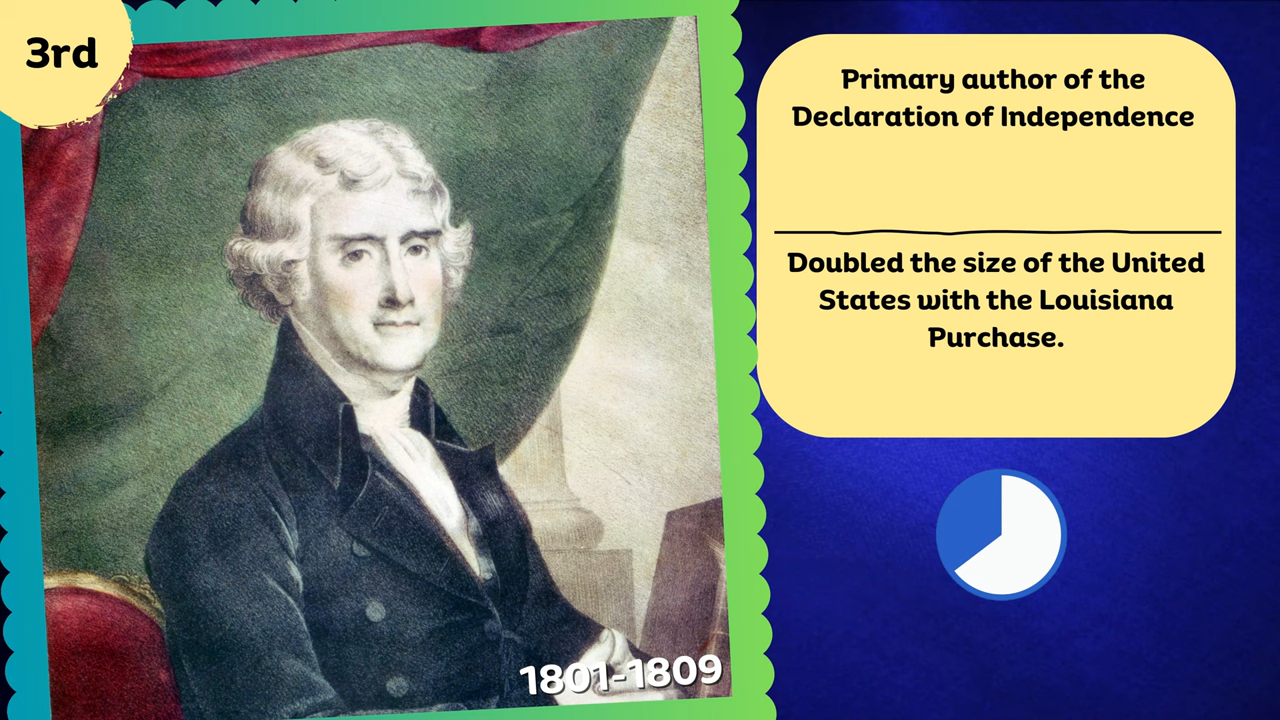 3rd
Primary author of the
Declaration of Independence
Doubled the size of the United
States with the Louisiana
Purchase.
1801-1809